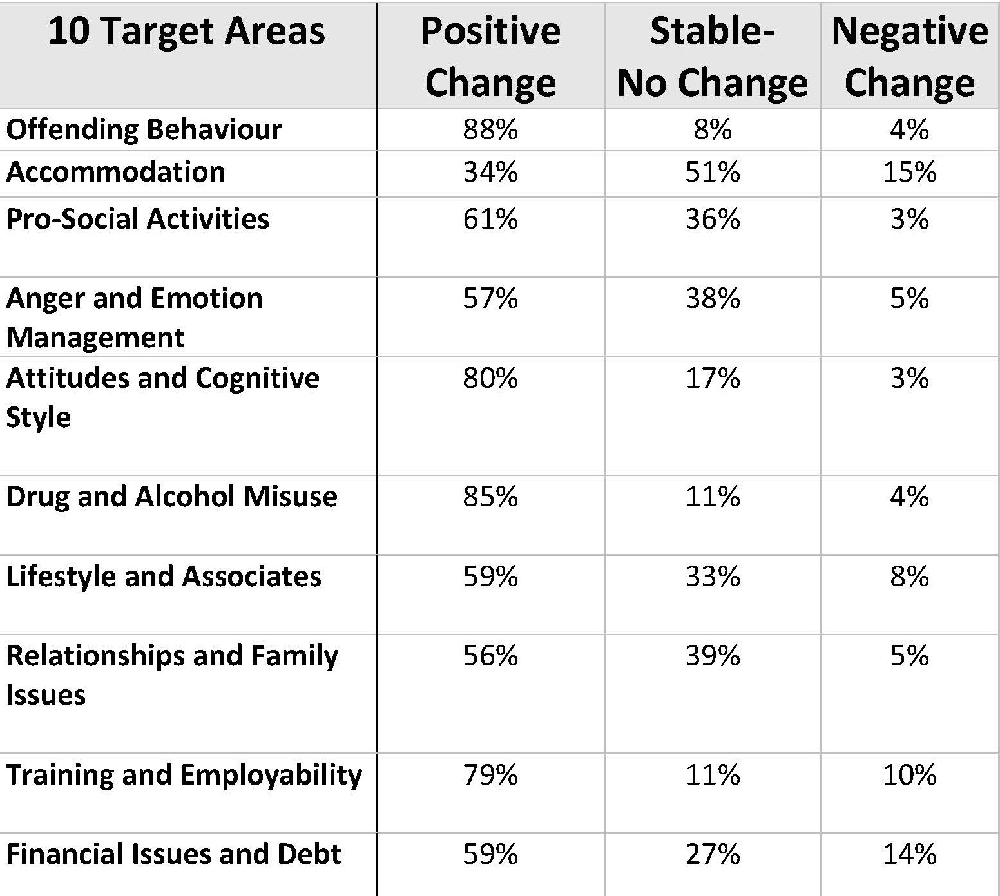 10 Target Areas Positive Change Stable-No Change Negative Change
Offending Behaviour 88% 8% 4%
Accommodation 34% 51% 15%
Pro-Social Activities 61% 36% 3%
Anger and Emotion Management 57% 38% 5%
Attitudes and Cognitive Style 80% 17% 3%
Drug and Alcohol Misuse 85% 11% 4%
Lifestyle and Associates 59% 33% 8%
Relationships and Family Issues 56% 39% 5%
Training and Employability 79% 11% 10%
Financial Issues and Debt 59% 27% 14%